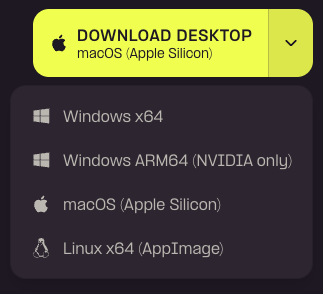 DOWNLOAD DESKTOP
macOS (Apple Silicon)
Windows x64
Windows ARM64 (NVIDIA only)
macOS (Apple Silicon)
Linux x64 (AppImage)